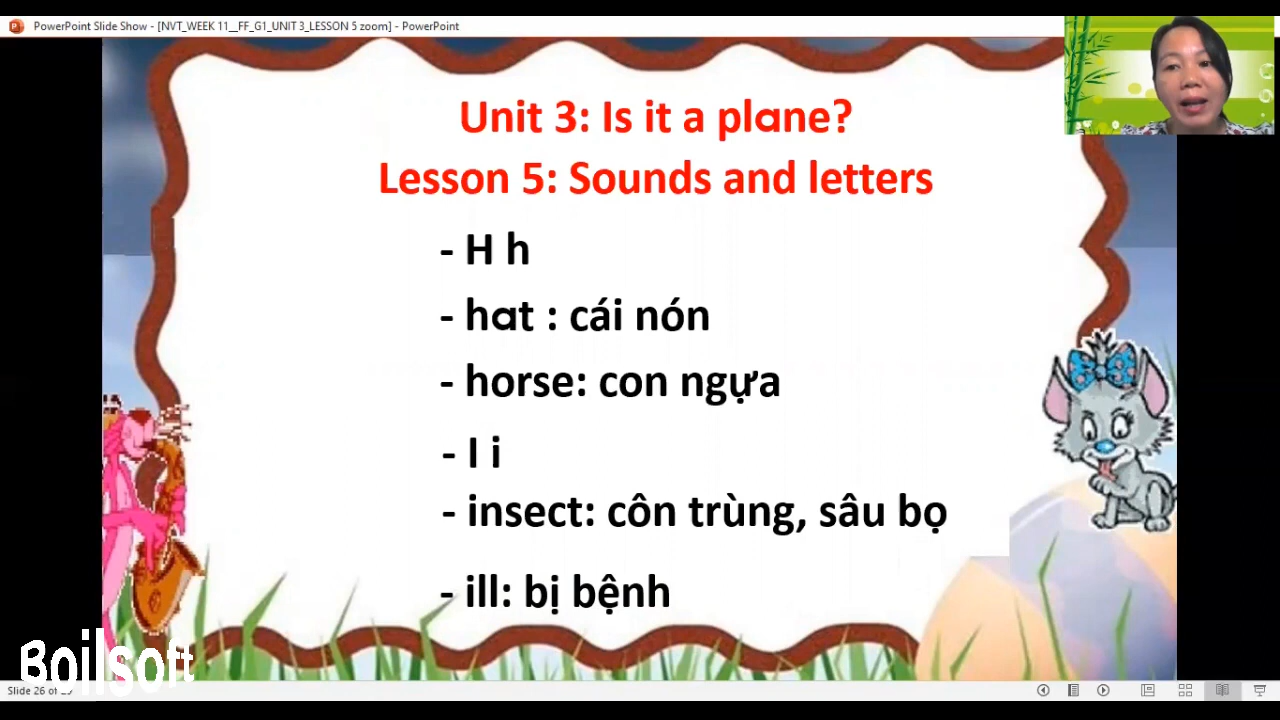 PowerPoint Slide Show - [NVT_WEEK 11__FF_G1_UNIT 3_LESSON 5 zoom] - PowerPoint
Unit 3: Is it a plane?
Lesson 5: Sounds and letters
- H h
- hat : cái nón
- horse: con ngựa
- I i
- insect: côn trùng, sâu bọ
- ill: bị bệnh
Boilsoft
Slide 26 of